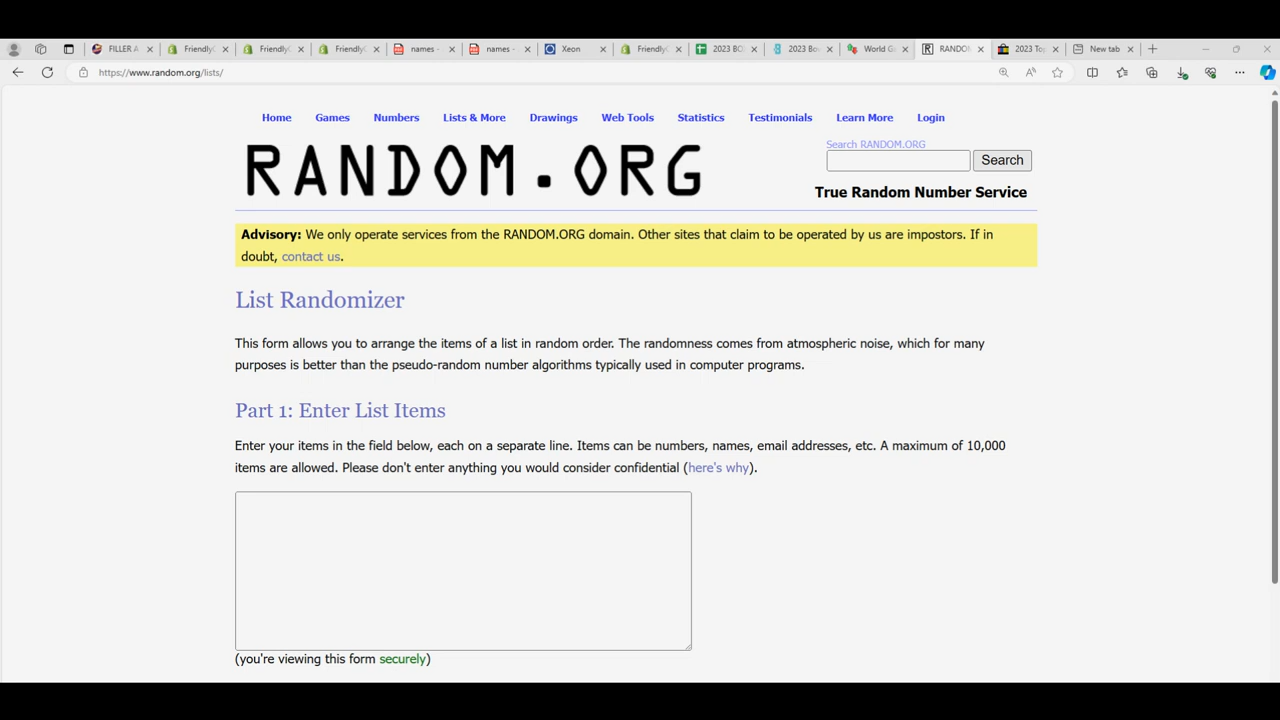 FILLER A
FriendlyC
FriendlyC
FriendlyC
names -
names -
Xeon
FriendlyC
2023 BO
2023 Bo
World G
RANDO
2023 To
New tab
https://www.random.org/lists/
Home Games Numbers Lists & More Drawings Web Tools Statistics Testimonials Learn More Login
RANDOM.ORG
Search RANDOM.ORG
Search
True Random Number Service
Advisory: We only operate services from the RANDOM.ORG domain. Other sites that claim to be operated by us are impostors. If in
doubt, contact us.
List Randomizer
This form allows you to arrange the items of a list in random order. The randomness comes from atmospheric noise, which for many
purposes is better than the pseudo-random number algorithms typically used in computer programs.
Part 1: Enter List Items
Enter your items in the field below, each on a separate line. Items can be numbers, names, email addresses, etc. A maximum of 10,000
items are allowed. Please don't enter anything you would consider confidential (here's why).
(you're viewing this form securely)